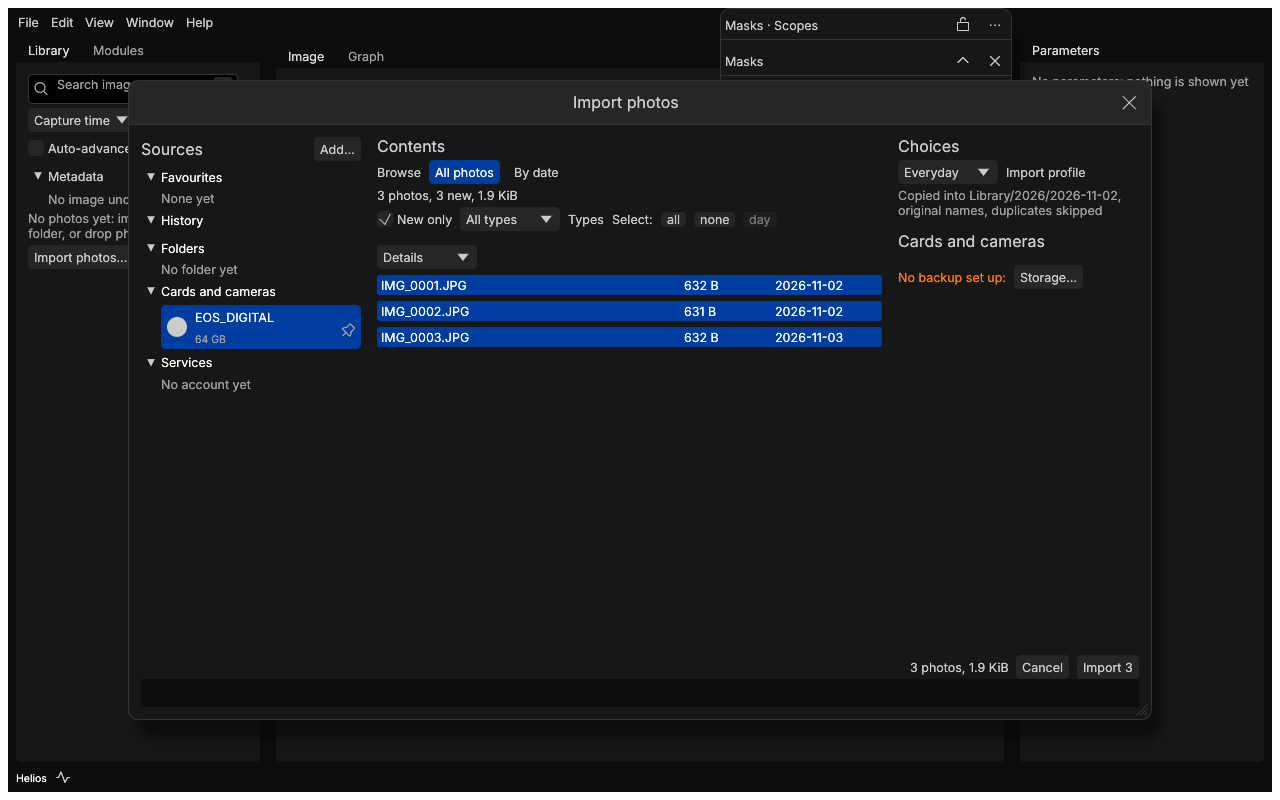 File Edit View Window Help
Masks · Scopes
Library Modules
Image Graph
Masks
Parameters
Search
No parameters: nothing is shown yet
Import photos
Capture time
Auto-advance
Metadata
No image
No photos yet:
folder, or drop
Import photos...
Sources
Add...
Favourites
None yet
History
Folders
No folder yet
Cards and cameras
EOS_DIGITAL
64 GB
Services
No account yet
Contents
Browse All photos By date
3 photos, 3 new, 1.9 KiB
New only All types Types Select: all none day
Details
IMG_0001.JPG 632 B 2026-11-02
IMG_0002.JPG 631 B 2026-11-02
IMG_0003.JPG 632 B 2026-11-03
Choices
Everyday Import profile
Copied into Library/2026/2026-11-02,
original names, duplicates skipped
Cards and cameras
No backup set up: Storage...
3 photos, 1.9 KiB Cancel Import 3
Helios